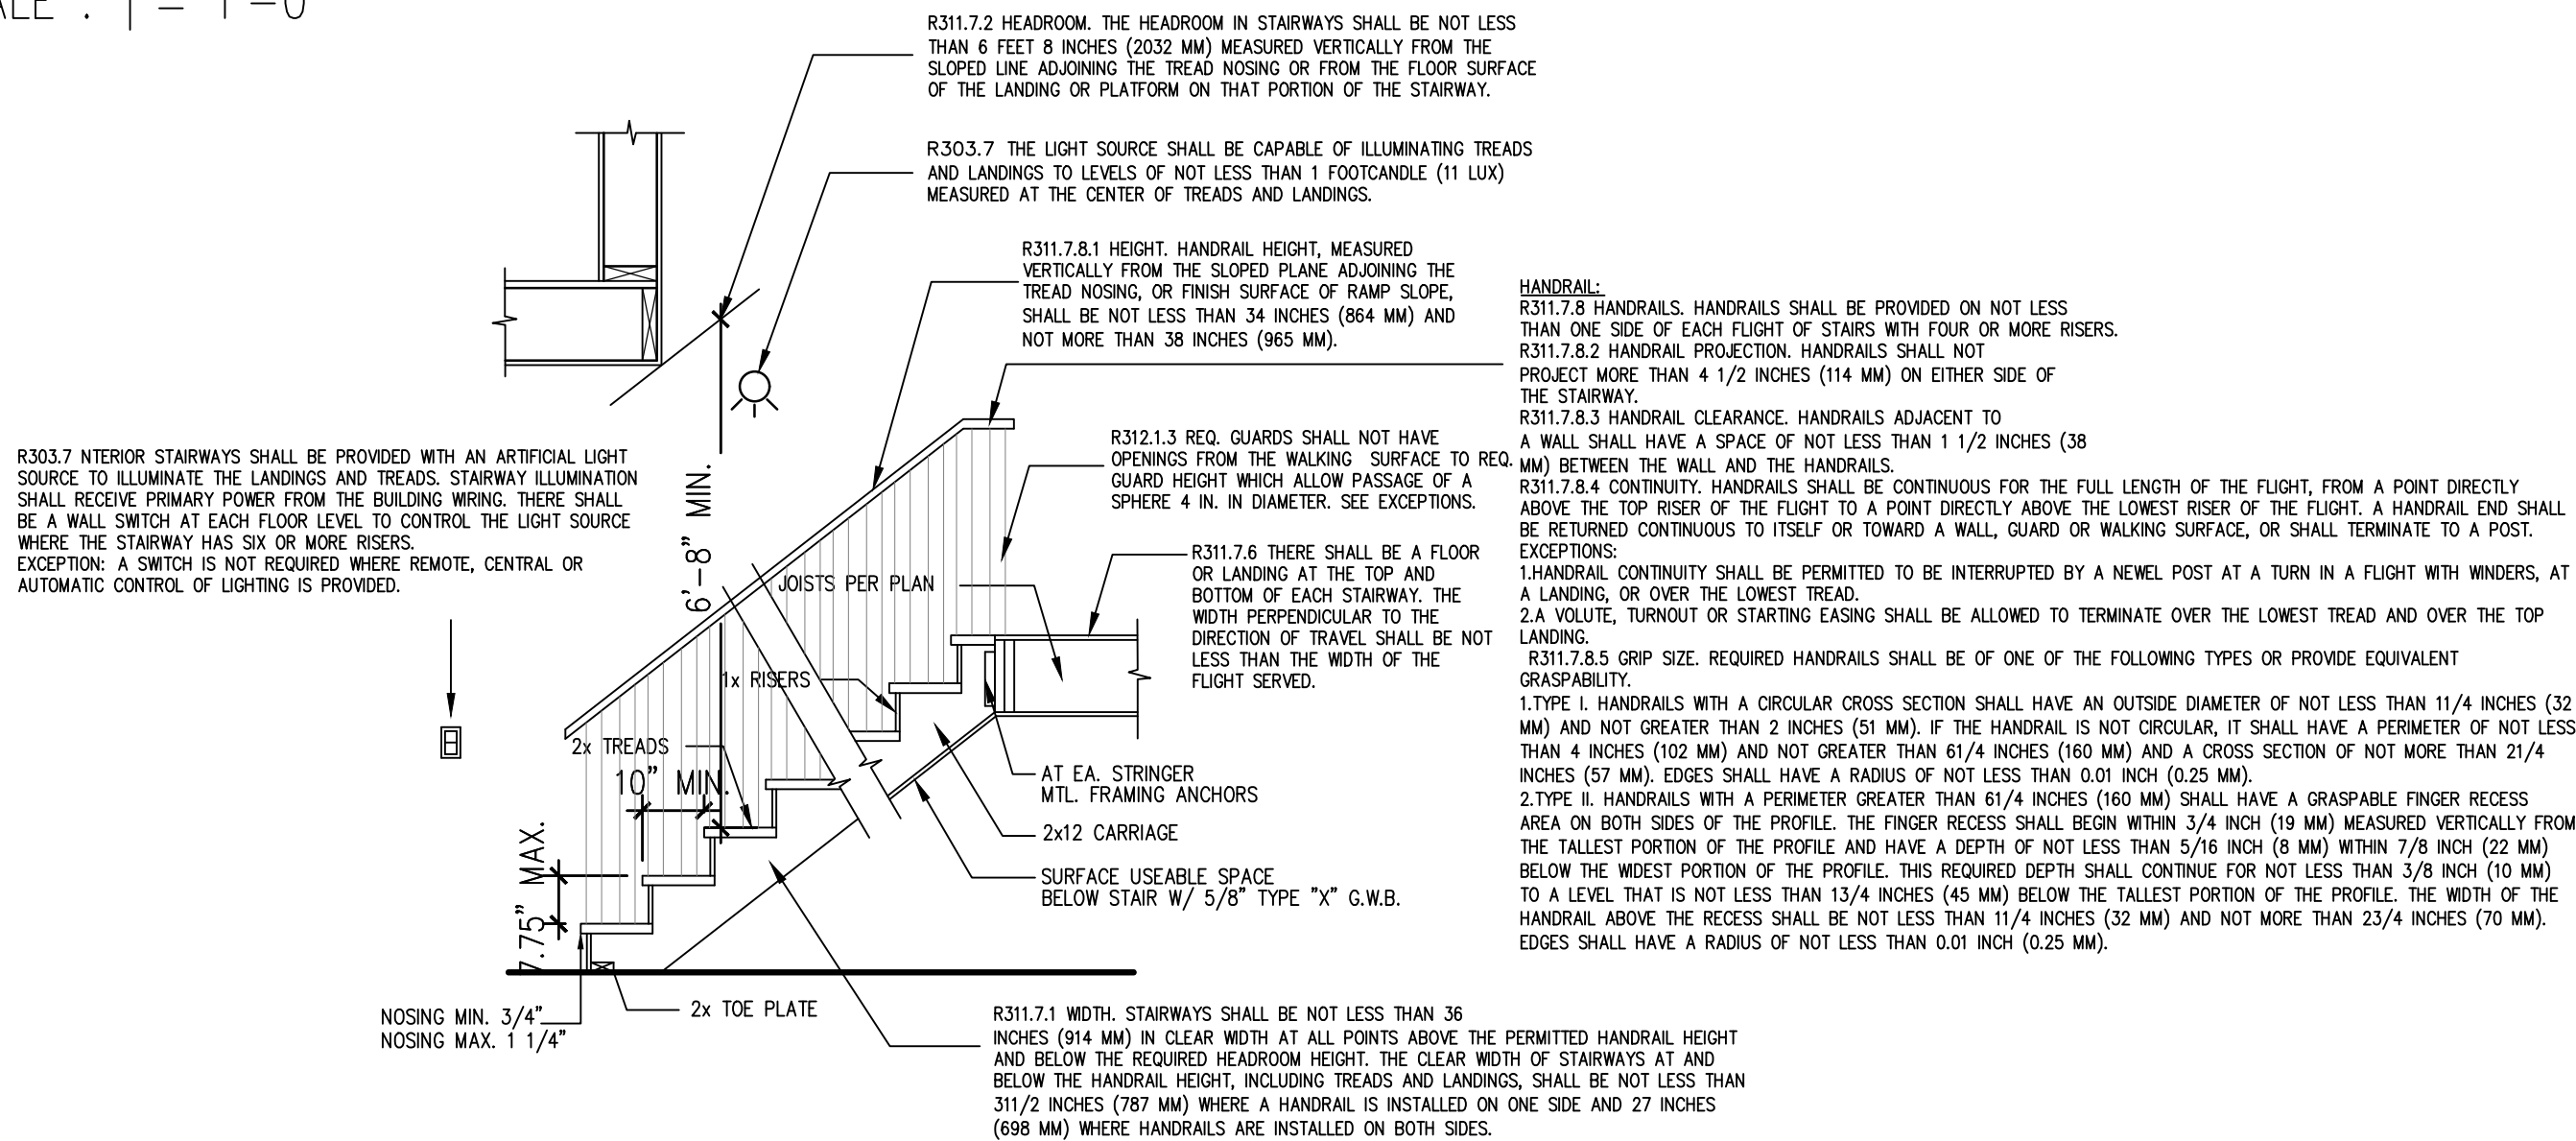 R311.7.2 HEADROOM. THE HEADROOM IN STAIRWAYS SHALL BE NOT LESS
THAN 6 FEET 8 INCHES (2032 MM) MEASURED VERTICALLY FROM THE
SLOPED LINE ADJOINING THE TREAD NOSING OR FROM THE FLOOR SURFACE
OF THE LANDING OR PLATFORM ON THAT PORTION OF THE STAIRWAY.
R303.7 THE LIGHT SOURCE SHALL BE CAPABLE OF ILLUMINATING TREADS
AND LANDINGS TO LEVELS OF NOT LESS THAN 1 FOOTCANDLE (11 LUX)
MEASURED AT THE CENTER OF TREADS AND LANDINGS.
R311.7.8.1 HEIGHT. HANDRAIL HEIGHT, MEASURED
VERTICALLY FROM THE SLOPED PLANE ADJOINING THE
TREAD NOSING, OR FINISH SURFACE OF RAMP SLOPE,
SHALL BE NOT LESS THAN 34 INCHES (864 MM) AND
NOT MORE THAN 38 INCHES (965 MM).
HANDRAIL:
R311.7.8 HANDRAILS. HANDRAILS SHALL BE PROVIDED ON NOT LESS
THAN ONE SIDE OF EACH FLIGHT OF STAIRS WITH FOUR OR MORE RISERS.
R311.7.8.2 HANDRAIL PROJECTION. HANDRAILS SHALL NOT
PROJECT MORE THAN 4 1/2 INCHES (114 MM) ON EITHER SIDE OF
THE STAIRWAY.
R311.7.8.3 HANDRAIL CLEARANCE. HANDRAILS ADJACENT TO
A WALL SHALL HAVE A SPACE OF NOT LESS THAN 1 1/2 INCHES (38
MM) BETWEEN THE WALL AND THE HANDRAILS.
R311.7.8.4 CONTINUITY. HANDRAILS SHALL BE CONTINUOUS FOR THE FULL LENGTH OF THE FLIGHT, FROM A POINT DIRECTLY
ABOVE THE TOP RISER OF THE FLIGHT TO A POINT DIRECTLY ABOVE THE LOWEST RISER OF THE FLIGHT. A HANDRAIL END SHALL
BE RETURNED CONTINUOUS TO ITSELF OR TOWARD A WALL, GUARD OR WALKING SURFACE, OR SHALL TERMINATE TO A POST.
EXCEPTIONS:
1.HANDRAIL CONTINUITY SHALL BE PERMITTED TO BE INTERRUPTED BY A NEWEL POST AT A TURN IN A FLIGHT WITH WINDERS, AT
A LANDING, OR OVER THE LOWEST TREAD.
2.A VOLUTE, TURNOUT OR STARTING EASING SHALL BE ALLOWED TO TERMINATE OVER THE LOWEST TREAD AND OVER THE TOP
LANDING.
R311.7.8.5 GRIP SIZE. REQUIRED HANDRAILS SHALL BE OF ONE OF THE FOLLOWING TYPES OR PROVIDE EQUIVALENT
GRASPABILITY.
1.TYPE I. HANDRAILS WITH A CIRCULAR CROSS SECTION SHALL HAVE AN OUTSIDE DIAMETER OF NOT LESS THAN 11/4 INCHES (32
MM) AND NOT GREATER THAN 2 INCHES (51 MM). IF THE HANDRAIL IS NOT CIRCULAR, IT SHALL HAVE A PERIMETER OF NOT LESS
THAN 4 INCHES (102 MM) AND NOT GREATER THAN 61/4 INCHES (160 MM) AND A CROSS SECTION OF NOT MORE THAN 21/4
INCHES (57 MM). EDGES SHALL HAVE A RADIUS OF NOT LESS THAN 0.01 INCH (0.25 MM).
2.TYPE II. HANDRAILS WITH A PERIMETER GREATER THAN 61/4 INCHES (160 MM) SHALL HAVE A GRASPABLE FINGER RECESS
AREA ON BOTH SIDES OF THE PROFILE. THE FINGER RECESS SHALL BEGIN WITHIN 3/4 INCH (19 MM) MEASURED VERTICALLY FROM
THE TALLEST PORTION OF THE PROFILE AND HAVE A DEPTH OF NOT LESS THAN 5/16 INCH (8 MM) WITHIN 7/8 INCH (22 MM)
BELOW THE WIDEST PORTION OF THE PROFILE. THIS REQUIRED DEPTH SHALL CONTINUE FOR NOT LESS THAN 3/8 INCH (10 MM)
TO A LEVEL THAT IS NOT LESS THAN 13/4 INCHES (45 MM) BELOW THE TALLEST PORTION OF THE PROFILE. THE WIDTH OF THE
HANDRAIL ABOVE THE RECESS SHALL BE NOT LESS THAN 11/4 INCHES (32 MM) AND NOT MORE THAN 23/4 INCHES (70 MM).
EDGES SHALL HAVE A RADIUS OF NOT LESS THAN 0.01 INCH (0.25 MM).
R312.1.3 REQ. GUARDS SHALL NOT HAVE
OPENINGS FROM THE WALKING SURFACE TO REQ.
GUARD HEIGHT WHICH ALLOW PASSAGE OF A
SPHERE 4 IN. IN DIAMETER. SEE EXCEPTIONS.
R303.7 NTERIOR STAIRWAYS SHALL BE PROVIDED WITH AN ARTIFICIAL LIGHT
SOURCE TO ILLUMINATE THE LANDINGS AND TREADS. STAIRWAY ILLUMINATION
SHALL RECEIVE PRIMARY POWER FROM THE BUILDING WIRING. THERE SHALL
BE A WALL SWITCH AT EACH FLOOR LEVEL TO CONTROL THE LIGHT SOURCE
WHERE THE STAIRWAY HAS SIX OR MORE RISERS.
EXCEPTION: A SWITCH IS NOT REQUIRED WHERE REMOTE, CENTRAL OR
AUTOMATIC CONTROL OF LIGHTING IS PROVIDED.
6'-8" MIN.
R311.7.6 THERE SHALL BE A FLOOR
OR LANDING AT THE TOP AND
BOTTOM OF EACH STAIRWAY. THE
WIDTH PERPENDICULAR TO THE
DIRECTION OF TRAVEL SHALL BE NOT
LESS THAN THE WIDTH OF THE
FLIGHT SERVED.
JOISTS PER PLAN
1x RISERS
2x TREADS
10" MIN.
7.75" MAX.
AT EA. STRINGER
MTL. FRAMING ANCHORS
2x12 CARRIAGE
SURFACE USEABLE SPACE
BELOW STAIR W/ 5/8" TYPE "X" G.W.B.
2x TOE PLATE
NOSING MIN. 3/4"
NOSING MAX. 1 1/4"
R311.7.1 WIDTH. STAIRWAYS SHALL BE NOT LESS THAN 36
INCHES (914 MM) IN CLEAR WIDTH AT ALL POINTS ABOVE THE PERMITTED HANDRAIL HEIGHT
AND BELOW THE REQUIRED HEADROOM HEIGHT. THE CLEAR WIDTH OF STAIRWAYS AT AND
BELOW THE HANDRAIL HEIGHT, INCLUDING TREADS AND LANDINGS, SHALL BE NOT LESS THAN
311/2 INCHES (787 MM) WHERE A HANDRAIL IS INSTALLED ON ONE SIDE AND 27 INCHES
(698 MM) WHERE HANDRAILS ARE INSTALLED ON BOTH SIDES.